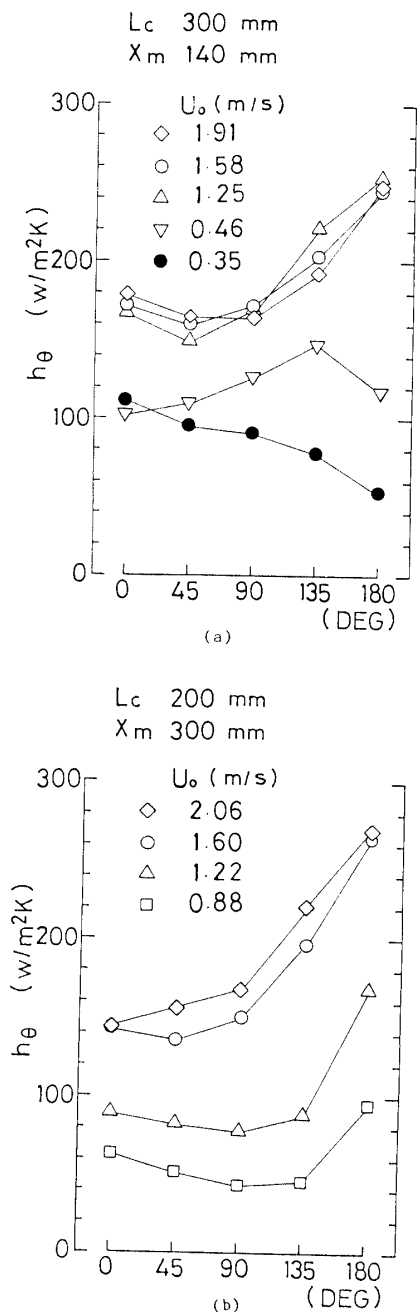 Lc 300 mm
Xm 140 mm
300
U₀ (m/s)
◇ 1.91
○ 1.58
△ 1.25
▽ 0.46
● 0.35
200
100
0
hθ (w/m²K)
0 45 90 135 180
(DEG)
(a)
Lc 200 mm
Xm 300 mm
300
U₀ (m/s)
◇ 2.06
○ 1.60
△ 1.22
□ 0.88
200
100
0
hθ (w/m²K)
0 45 90 135 180
(DEG)
(b)